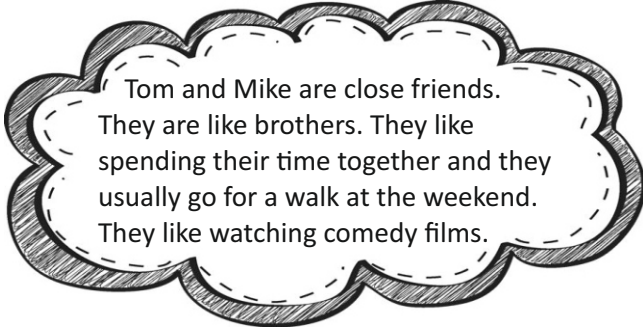 Tom and Mike are close friends.
They are like brothers. They like
spending their time together and they
usually go for a walk at the weekend.
They like watching comedy films.